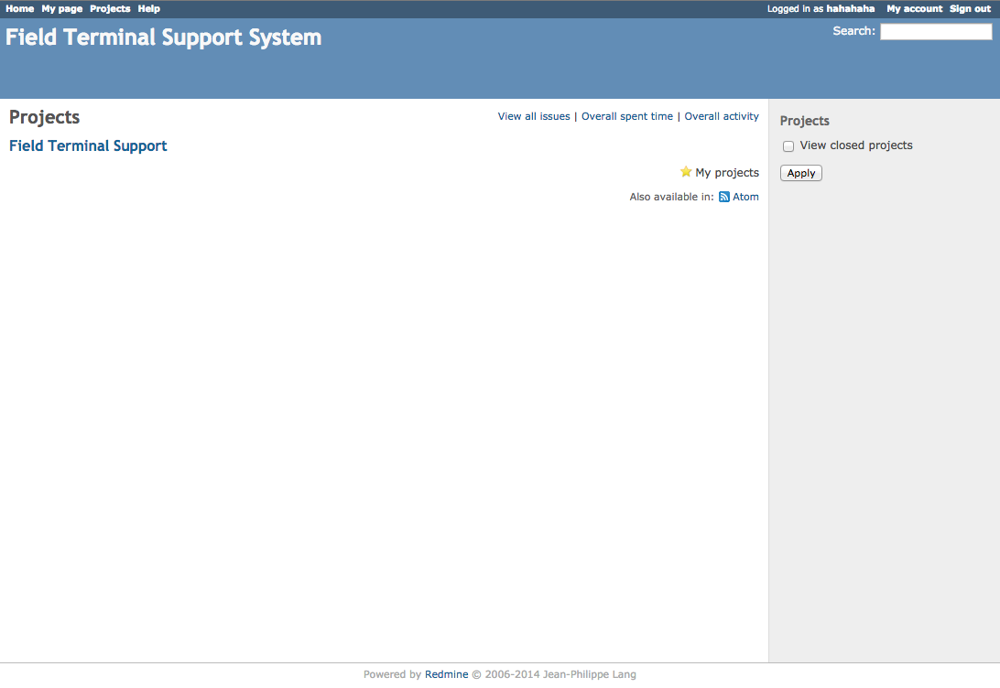 Home My page Projects Help
Logged in as hahahaha My account Sign out
Field Terminal Support System
Search:
Projects
View all issues | Overall spent time | Overall activity
Field Terminal Support
My projects
Also available in: Atom
Projects
View closed projects
Apply
Powered by Redmine © 2006-2014 Jean-Philippe Lang